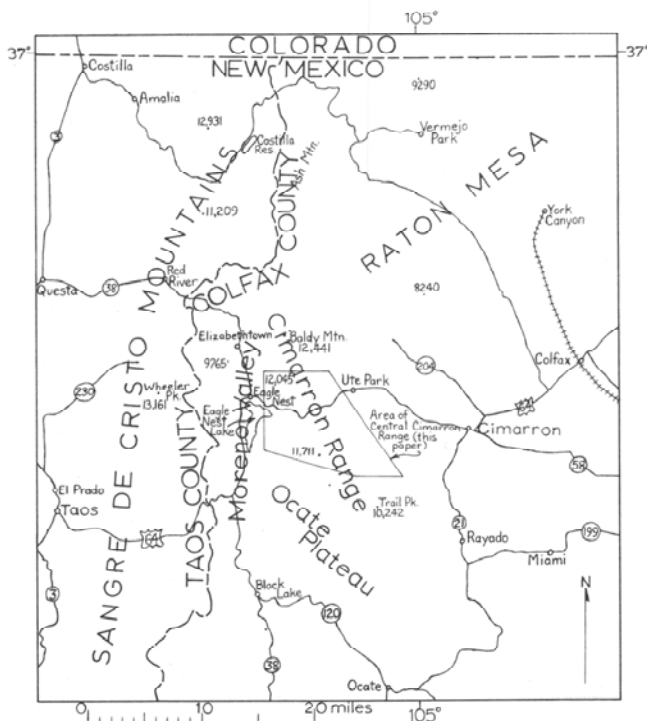 105°
37°
COLORADO
37°
NEW MEXICO
Costilla
9290
Amalia
12,931
Vermejo
Park
3
Costilla
Res.
Ash Mtn.
11,209
York
Canyon
RATON MESA
SANGRE DE CRISTO MOUNTAINS
COLFAX COUNTY
Red
River
Questa
38
8240
Elizabethtown
Baldy Mtn.
12,441
Colfax
9765
204
12,045
Ute Park
Wheeler
Pk.
13,161
230
Eagle
Nest
64
Eagle
Nest
Lake
Area of
Central Cimarron
Range (this
paper)
Cimarron
Moreno Valley
Cimarron Range
TAOS COUNTY
11,711
58
El Prado
Taos
Trail Pk.
10,242
21
64
Ocate
Plateau
Rayado
199
Miami
Black
Lake
N
3
120
38
Ocate
0 10 20 miles
105°